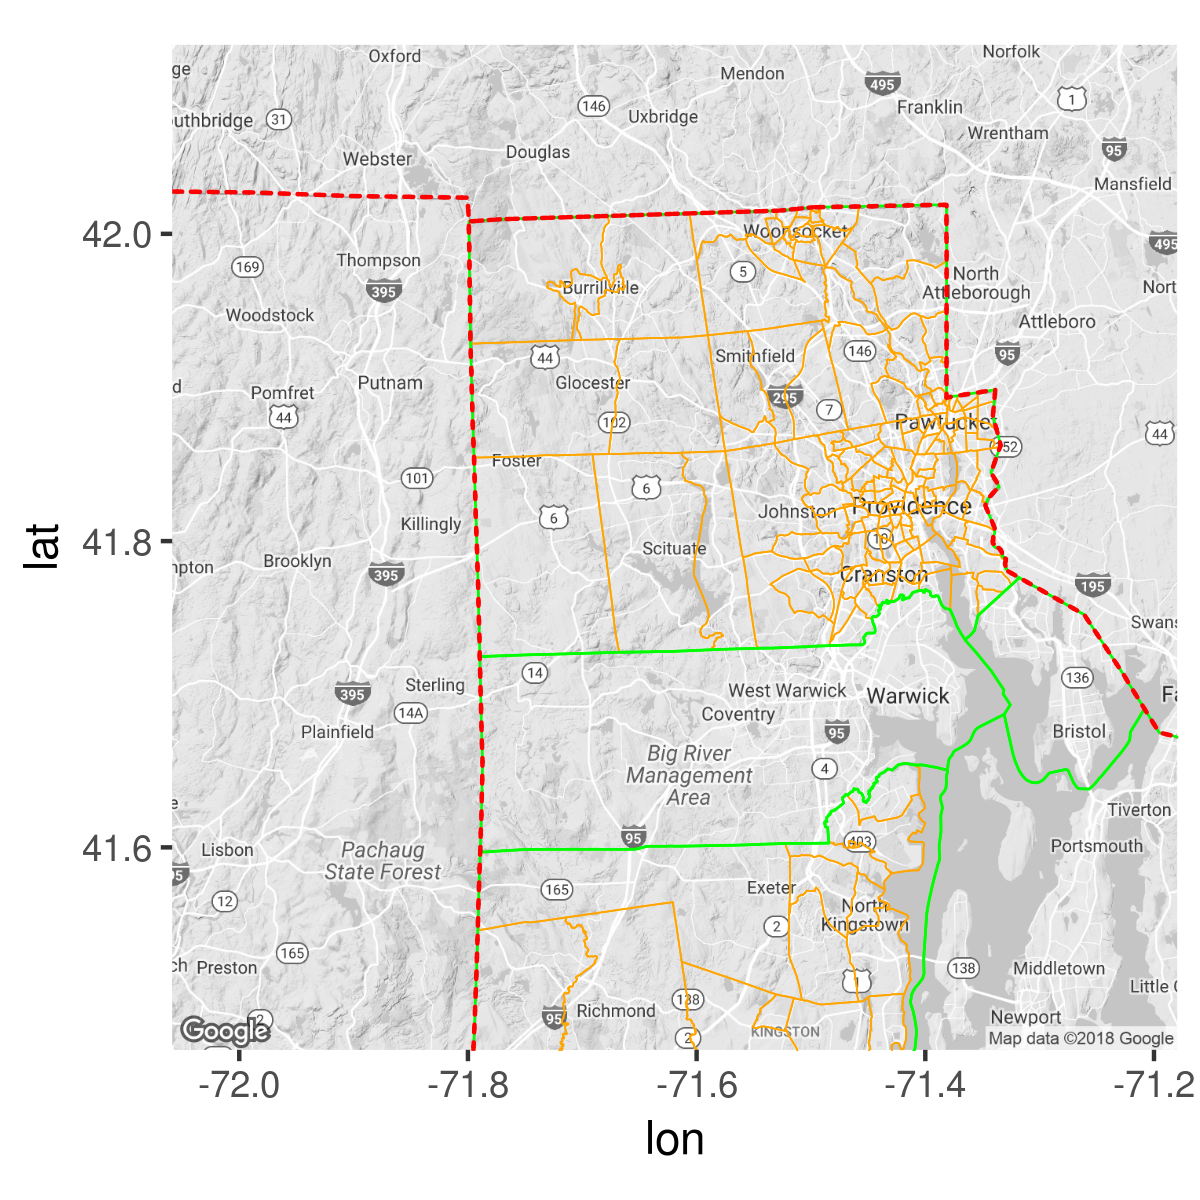 Oxford
Norfolk
ge
Mendon
495
1
146
Franklin
uthbridge
31
Uxbridge
Wrentham
95
Webster
Douglas
Mansfield
42.0
Woonsocket
495
Thompson
169
5
North
Attleborough
395
Burrillville
Nort
Woodstock
Attleboro
44
Smithfield
146
95
d
Pomfret
Putnam
Glocester
295
44
102
7
Pawtucket
44
152
Foster
101
6
6
Killingly
Johnston
Providence
lat
41.8
10
Scituate
Brooklyn
mpton
395
Cranston
195
Swans
14
136
Sterling
395
West Warwick
Warwick
Fa
14A
Coventry
Plainfield
95
Bristol
Big River
Management
Area
4
e
Tiverton
95
403
41.6
Lisbon
Pachaug
State Forest
Portsmouth
165
Exeter
12
North
Kingstown
2
165
ch
Preston
138
Middletown
1
Little C
138
Richmond
95
Newport
2
Google
2
KINGSTON
Map data ©2018 Google
-72.0
-71.8
-71.6
-71.4
-71.2
lon